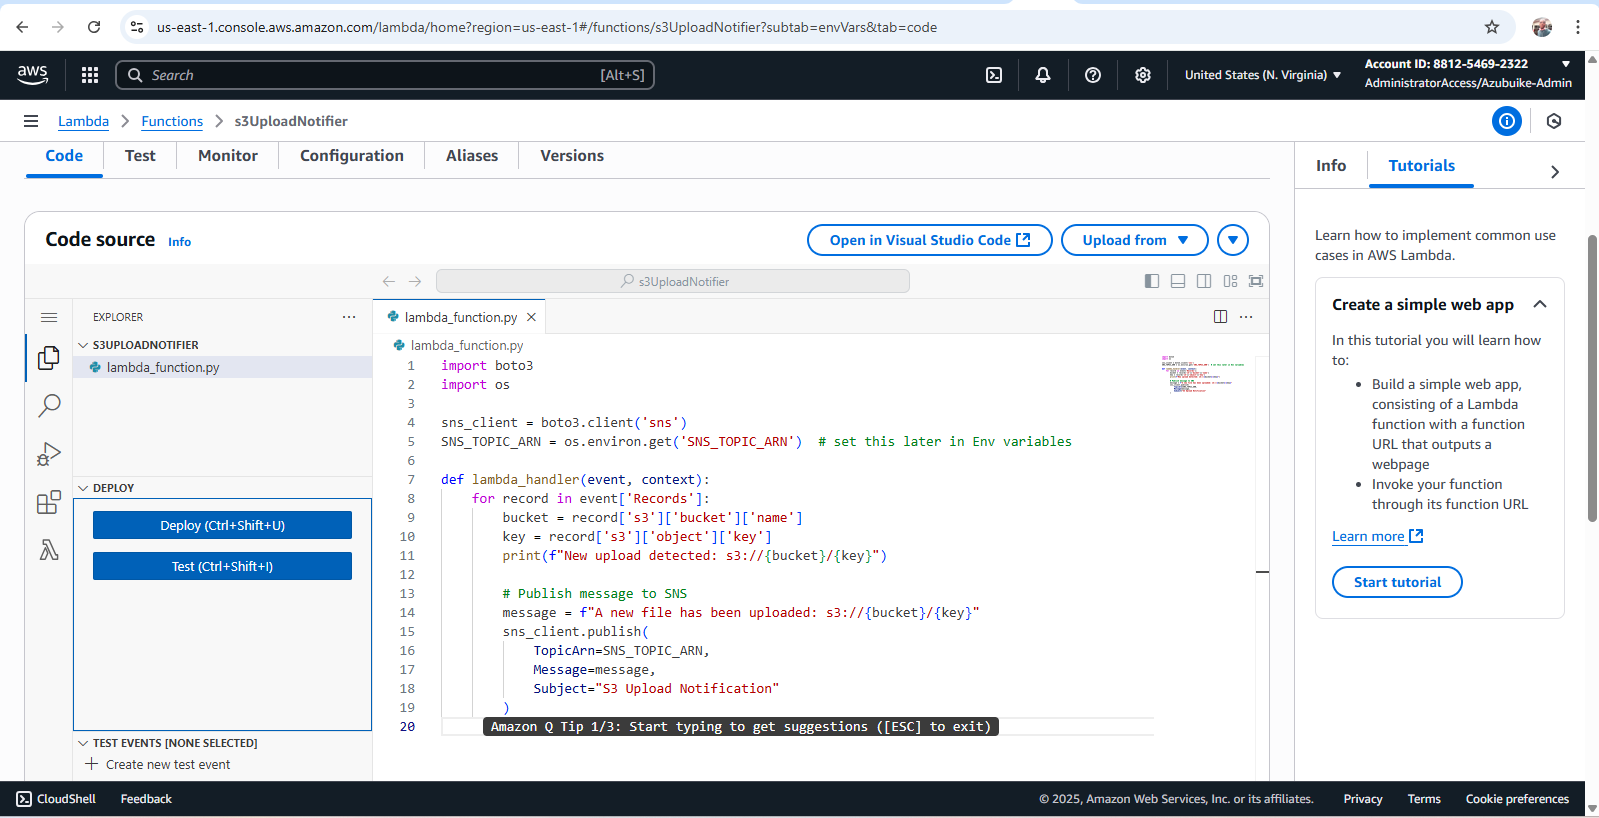 us-east-1.console.aws.amazon.com/lambda/home?region=us-east-1#/functions/s3UploadNotifier?subtab=envVars&tab=code
aws
Search
[Alt+S]
United States (N. Virginia)
Account ID: 8812-5469-2322
AdministratorAccess/Azubuike-Admin
Lambda
Functions
s3UploadNotifier
Code
Test
Monitor
Configuration
Aliases
Versions
Code source
Info
Open in Visual Studio Code
Upload from
s3UploadNotifier
EXPLORER
S3UPLOADNOTIFIER
lambda_function.py
DEPLOY
Deploy (Ctrl+Shift+U)
Test (Ctrl+Shift+I)
TEST EVENTS [NONE SELECTED]
Create new test event
lambda_function.py
lambda_function.py
1 import boto3
2 import os
3
4 sns_client = boto3.client('sns')
5 SNS_TOPIC_ARN = os.environ.get('SNS_TOPIC_ARN')  # set this later in Env variables
6
7 def lambda_handler(event, context):
8     for record in event['Records']:
9         bucket = record['s3']['bucket']['name']
10         key = record['s3']['object']['key']
11         print(f"New upload detected: s3://{bucket}/{key}")
12
13         # Publish message to SNS
14         message = f"A new file has been uploaded: s3://{bucket}/{key}"
15         sns_client.publish(
16             TopicArn=SNS_TOPIC_ARN,
17             Message=message,
18             Subject="S3 Upload Notification"
19         )
20 Amazon Q Tip 1/3: Start typing to get suggestions ([ESC] to exit)
Info
Tutorials
Learn how to implement common use
cases in AWS Lambda.
Create a simple web app
In this tutorial you will learn how
to:
• Build a simple web app,
consisting of a Lambda
function with a function
URL that outputs a
webpage
• Invoke your function
through its function URL
Learn more
Start tutorial
CloudShell
Feedback
© 2025, Amazon Web Services, Inc. or its affiliates.
Privacy
Terms
Cookie preferences